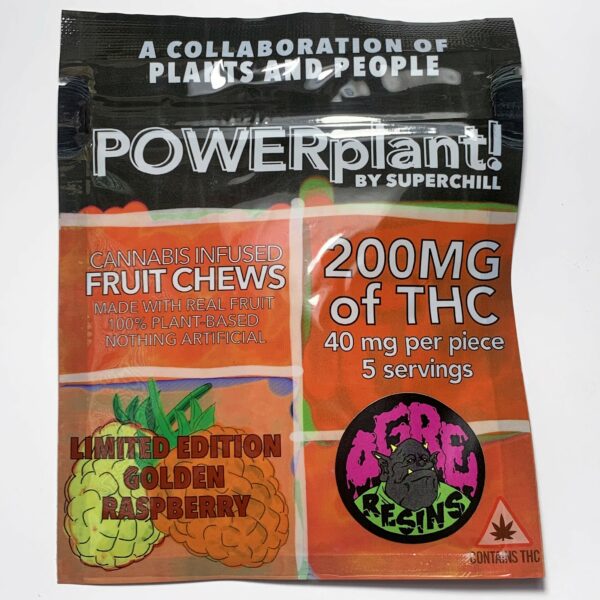 A COLLABORATION OF
PLANTS AND PEOPLE
POWERplant!
BY SUPERCHILL
CANNABIS INFUSED
FRUIT CHEWS
MADE WITH REAL FRUIT
100% PLANT-BASED
NOTHING ARTIFICIAL
200MG
of THC
40 mg per piece
5 servings
LIMITED EDITION
GOLDEN
RASPBERRY
OGRE
RESINS
CONTAINS THC